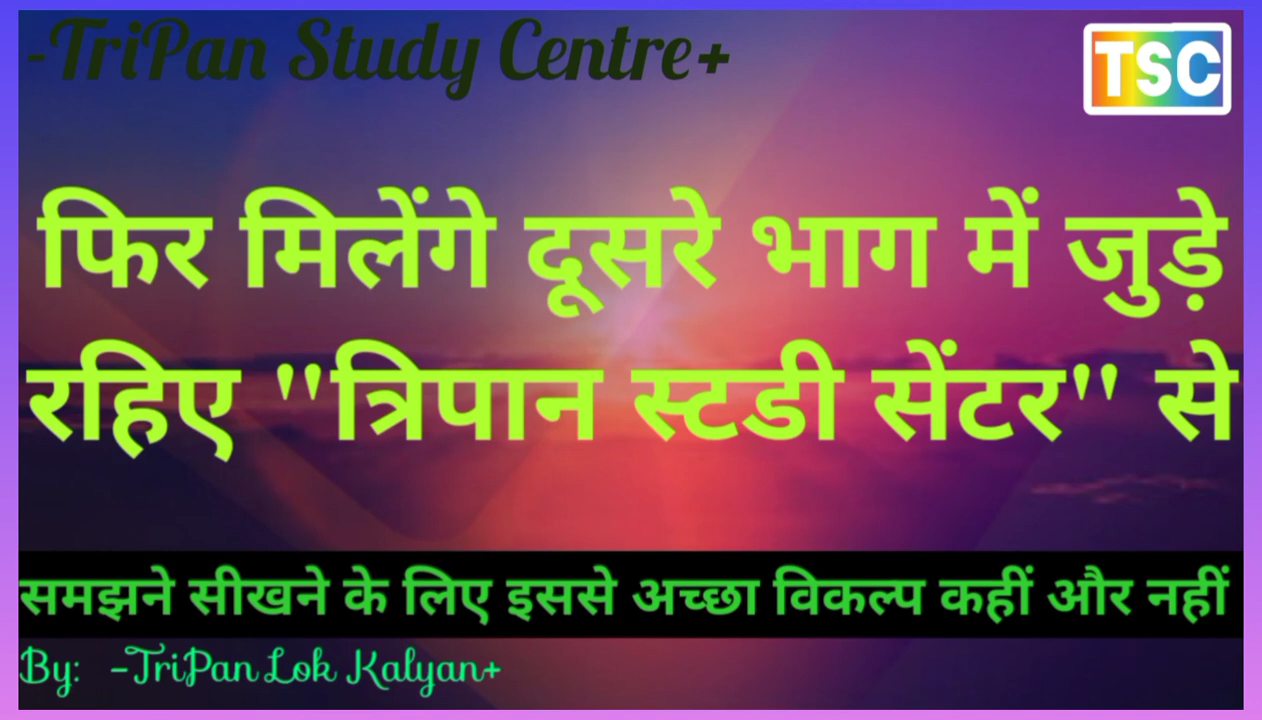 -TriPan Study Centre+
TSC
फिर मिलेंगे दूसरे भाग में जुड़े
रहिए "त्रिपान स्टडी सेंटर" से
समझने सीखने के लिए इससे अच्छा विकल्प कहीं और नहीं
By: -TriPan Lok Kalyan+